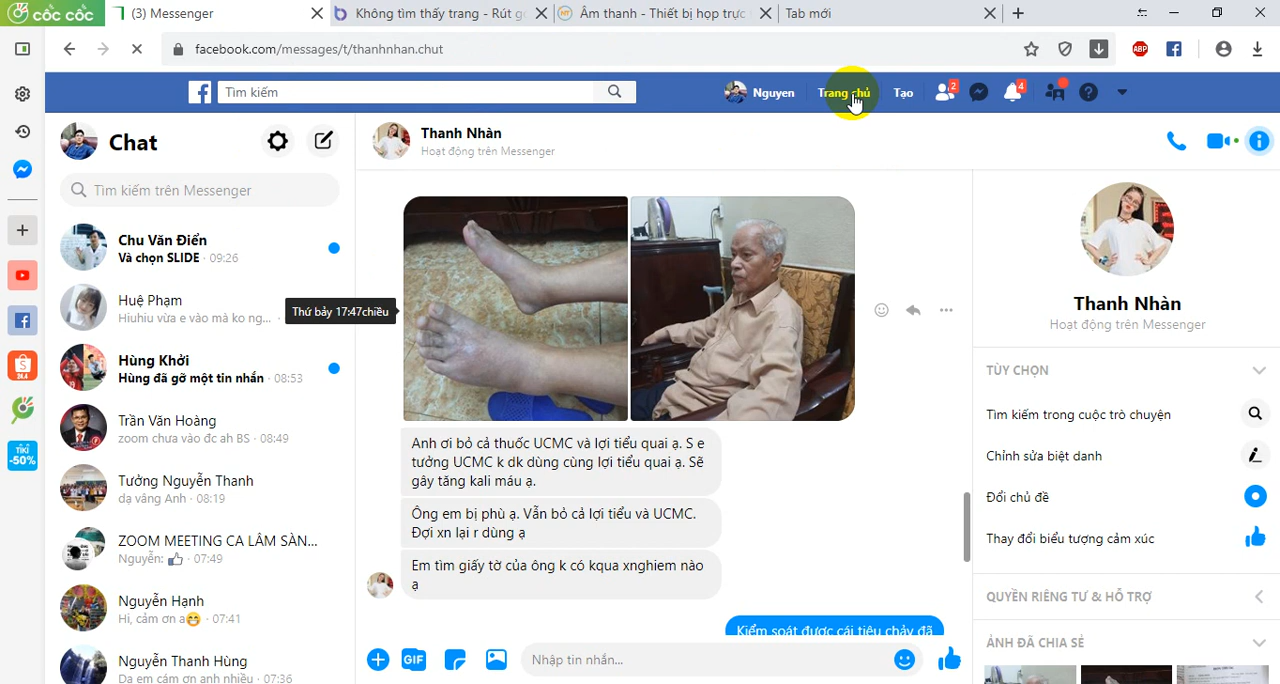 cốc cốc
(3) Messenger
Không tìm thấy trang - Rút g
Âm thanh - Thiết bị họp trực
Tab mới
facebook.com/messages/t/thanhnhan.chut
ABP
Tìm kiếm
Nguyen
Trang chủ
Tạo
2
4
Chat
Thanh Nhàn
Hoạt động trên Messenger
Tìm kiếm trên Messenger
Chu Văn Điển
Và chọn SLIDE · 09:26
Huệ Phạm
Hiuhiu vừa e vào mà ko ng... ·
Thứ bảy 17:47chiều
Hùng Khởi
Hùng đã gỡ một tin nhắn · 08:53
Trần Văn Hoàng
zoom chưa vào đc ah BS · 08:49
Tưởng Nguyễn Thanh
dạ vâng Anh · 08:19
ZOOM MEETING CA LÂM SÀN...
Nguyễn: 👍 · 07:49
Nguyễn Hạnh
Hi, cảm ơn a😁 · 07:41
Nguyễn Thanh Hùng
Dạ em cảm ơn anh nhiều · 07:36
TIKI
-50%
Anh ơi bỏ cả thuốc UCMC và lợi tiểu quai ạ. S e
tưởng UCMC k dk dùng cùng lợi tiểu quai ạ. Sẽ
gây tăng kali máu ạ.
Ông em bị phù ạ. Vẫn bỏ cả lợi tiểu và UCMC.
Đợi xn lại r dùng ạ
Em tìm giấy tờ của ông k có kqua xnghiem nào
ạ
Kiểm soát được cái tiêu chảy đã
GIF
Nhập tin nhắn...
Thanh Nhàn
Hoạt động trên Messenger
TÙY CHỌN
Tìm kiếm trong cuộc trò chuyện
Chỉnh sửa biệt danh
Đổi chủ đề
Thay đổi biểu tượng cảm xúc
QUYỀN RIÊNG TƯ & HỖ TRỢ
ẢNH ĐÃ CHIA SẺ